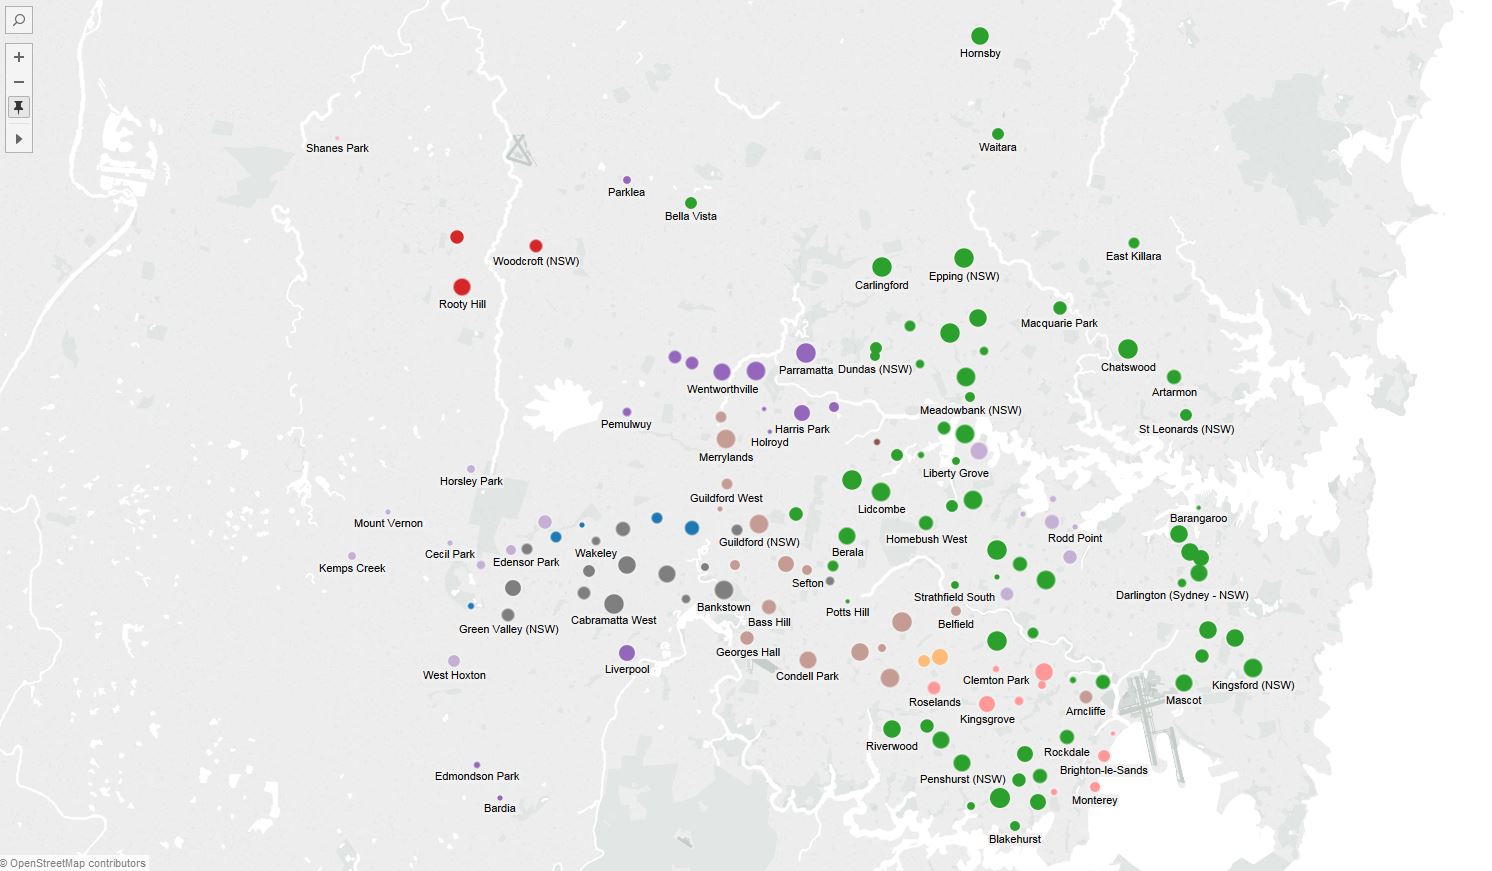 Hornsby
Waitara
Shanes Park
Parklea
Bella Vista
East Killara
Woodcroft (NSW)
Epping (NSW)
Carlingford
Rooty Hill
Macquarie Park
Chatswood
Parramatta
Dundas (NSW)
Wentworthville
Artarmon
Meadowbank (NSW)
Pemulwuy
Harris Park
St Leonards (NSW)
Holroyd
Merrylands
Liberty Grove
Horsley Park
Guildford West
Lidcombe
Barangaroo
Mount Vernon
Rodd Point
Homebush West
Guildford (NSW)
Cecil Park
Wakeley
Berala
Edensor Park
Kemps Creek
Sefton
Darlington (Sydney - NSW)
Strathfield South
Bankstown
Potts Hill
Cabramatta West
Bass Hill
Belfield
Green Valley (NSW)
Georges Hall
Liverpool
West Hoxton
Condell Park
Clemton Park
Kingsford (NSW)
Roselands
Mascot
Arncliffe
Kingsgrove
Riverwood
Rockdale
Brighton-le-Sands
Edmondson Park
Penshurst (NSW)
Monterey
Bardia
Blakehurst
© OpenStreetMap contributors